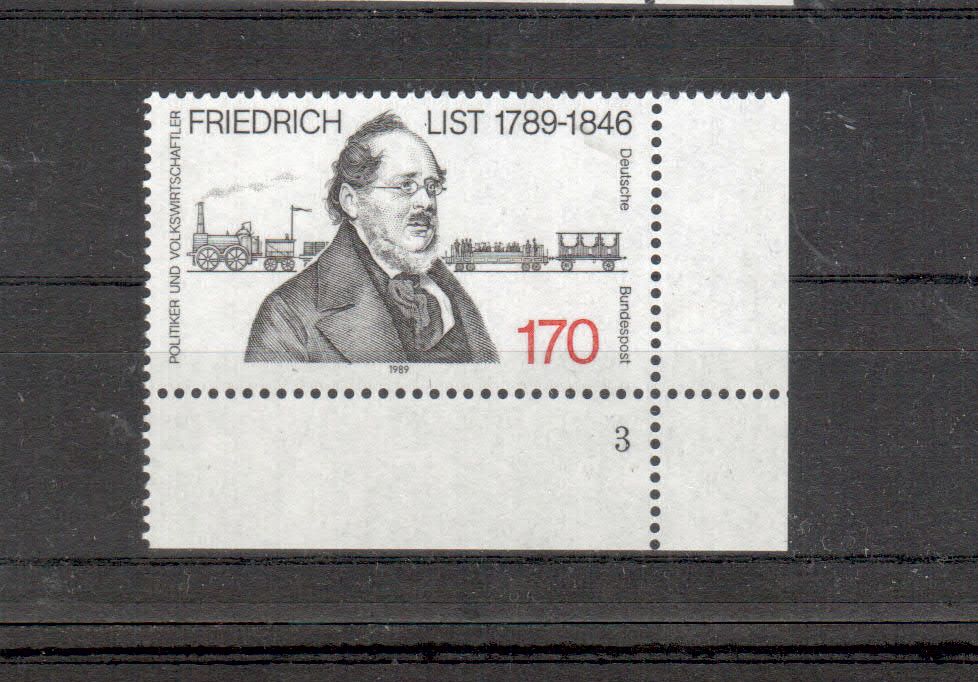 FRIEDRICH LIST 1789-1846
POLITIKER UND VOLKSWIRTSCHAFTLER
Deutsche Bundespost
170
1989
3